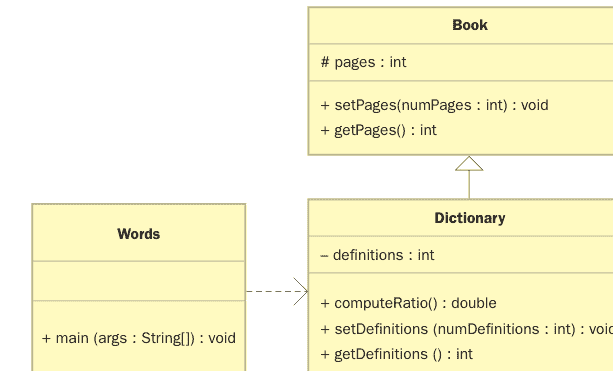 Book
# pages : int
+ setPages(numPages : int) : void
+ getPages() : int
Words
+ main (args : String[]) : void
Dictionary
– definitions : int
+ computeRatio() : double
+ setDefinitions (numDefinitions : int) : voi
+ getDefinitions () : int